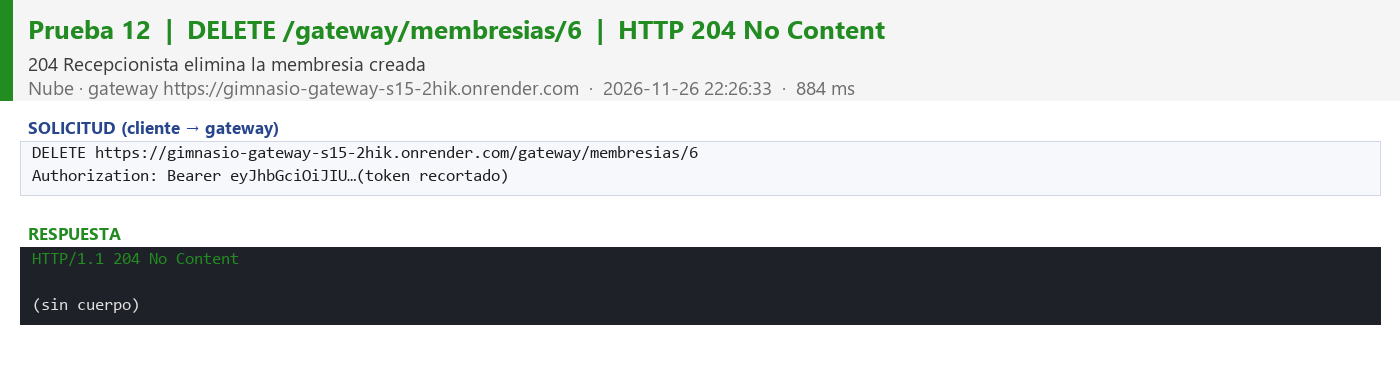 Prueba 12 | DELETE /gateway/membresias/6 | HTTP 204 No Content
204 Recepcionista elimina la membresia creada
Nube · gateway https://gimnasio-gateway-s15-2hik.onrender.com · 2026-11-26 22:26:33 · 884 ms
SOLICITUD (cliente → gateway)
DELETE https://gimnasio-gateway-s15-2hik.onrender.com/gateway/membresias/6
Authorization: Bearer eyJhbGciOiJIU…(token recortado)
RESPUESTA
HTTP/1.1 204 No Content
(sin cuerpo)